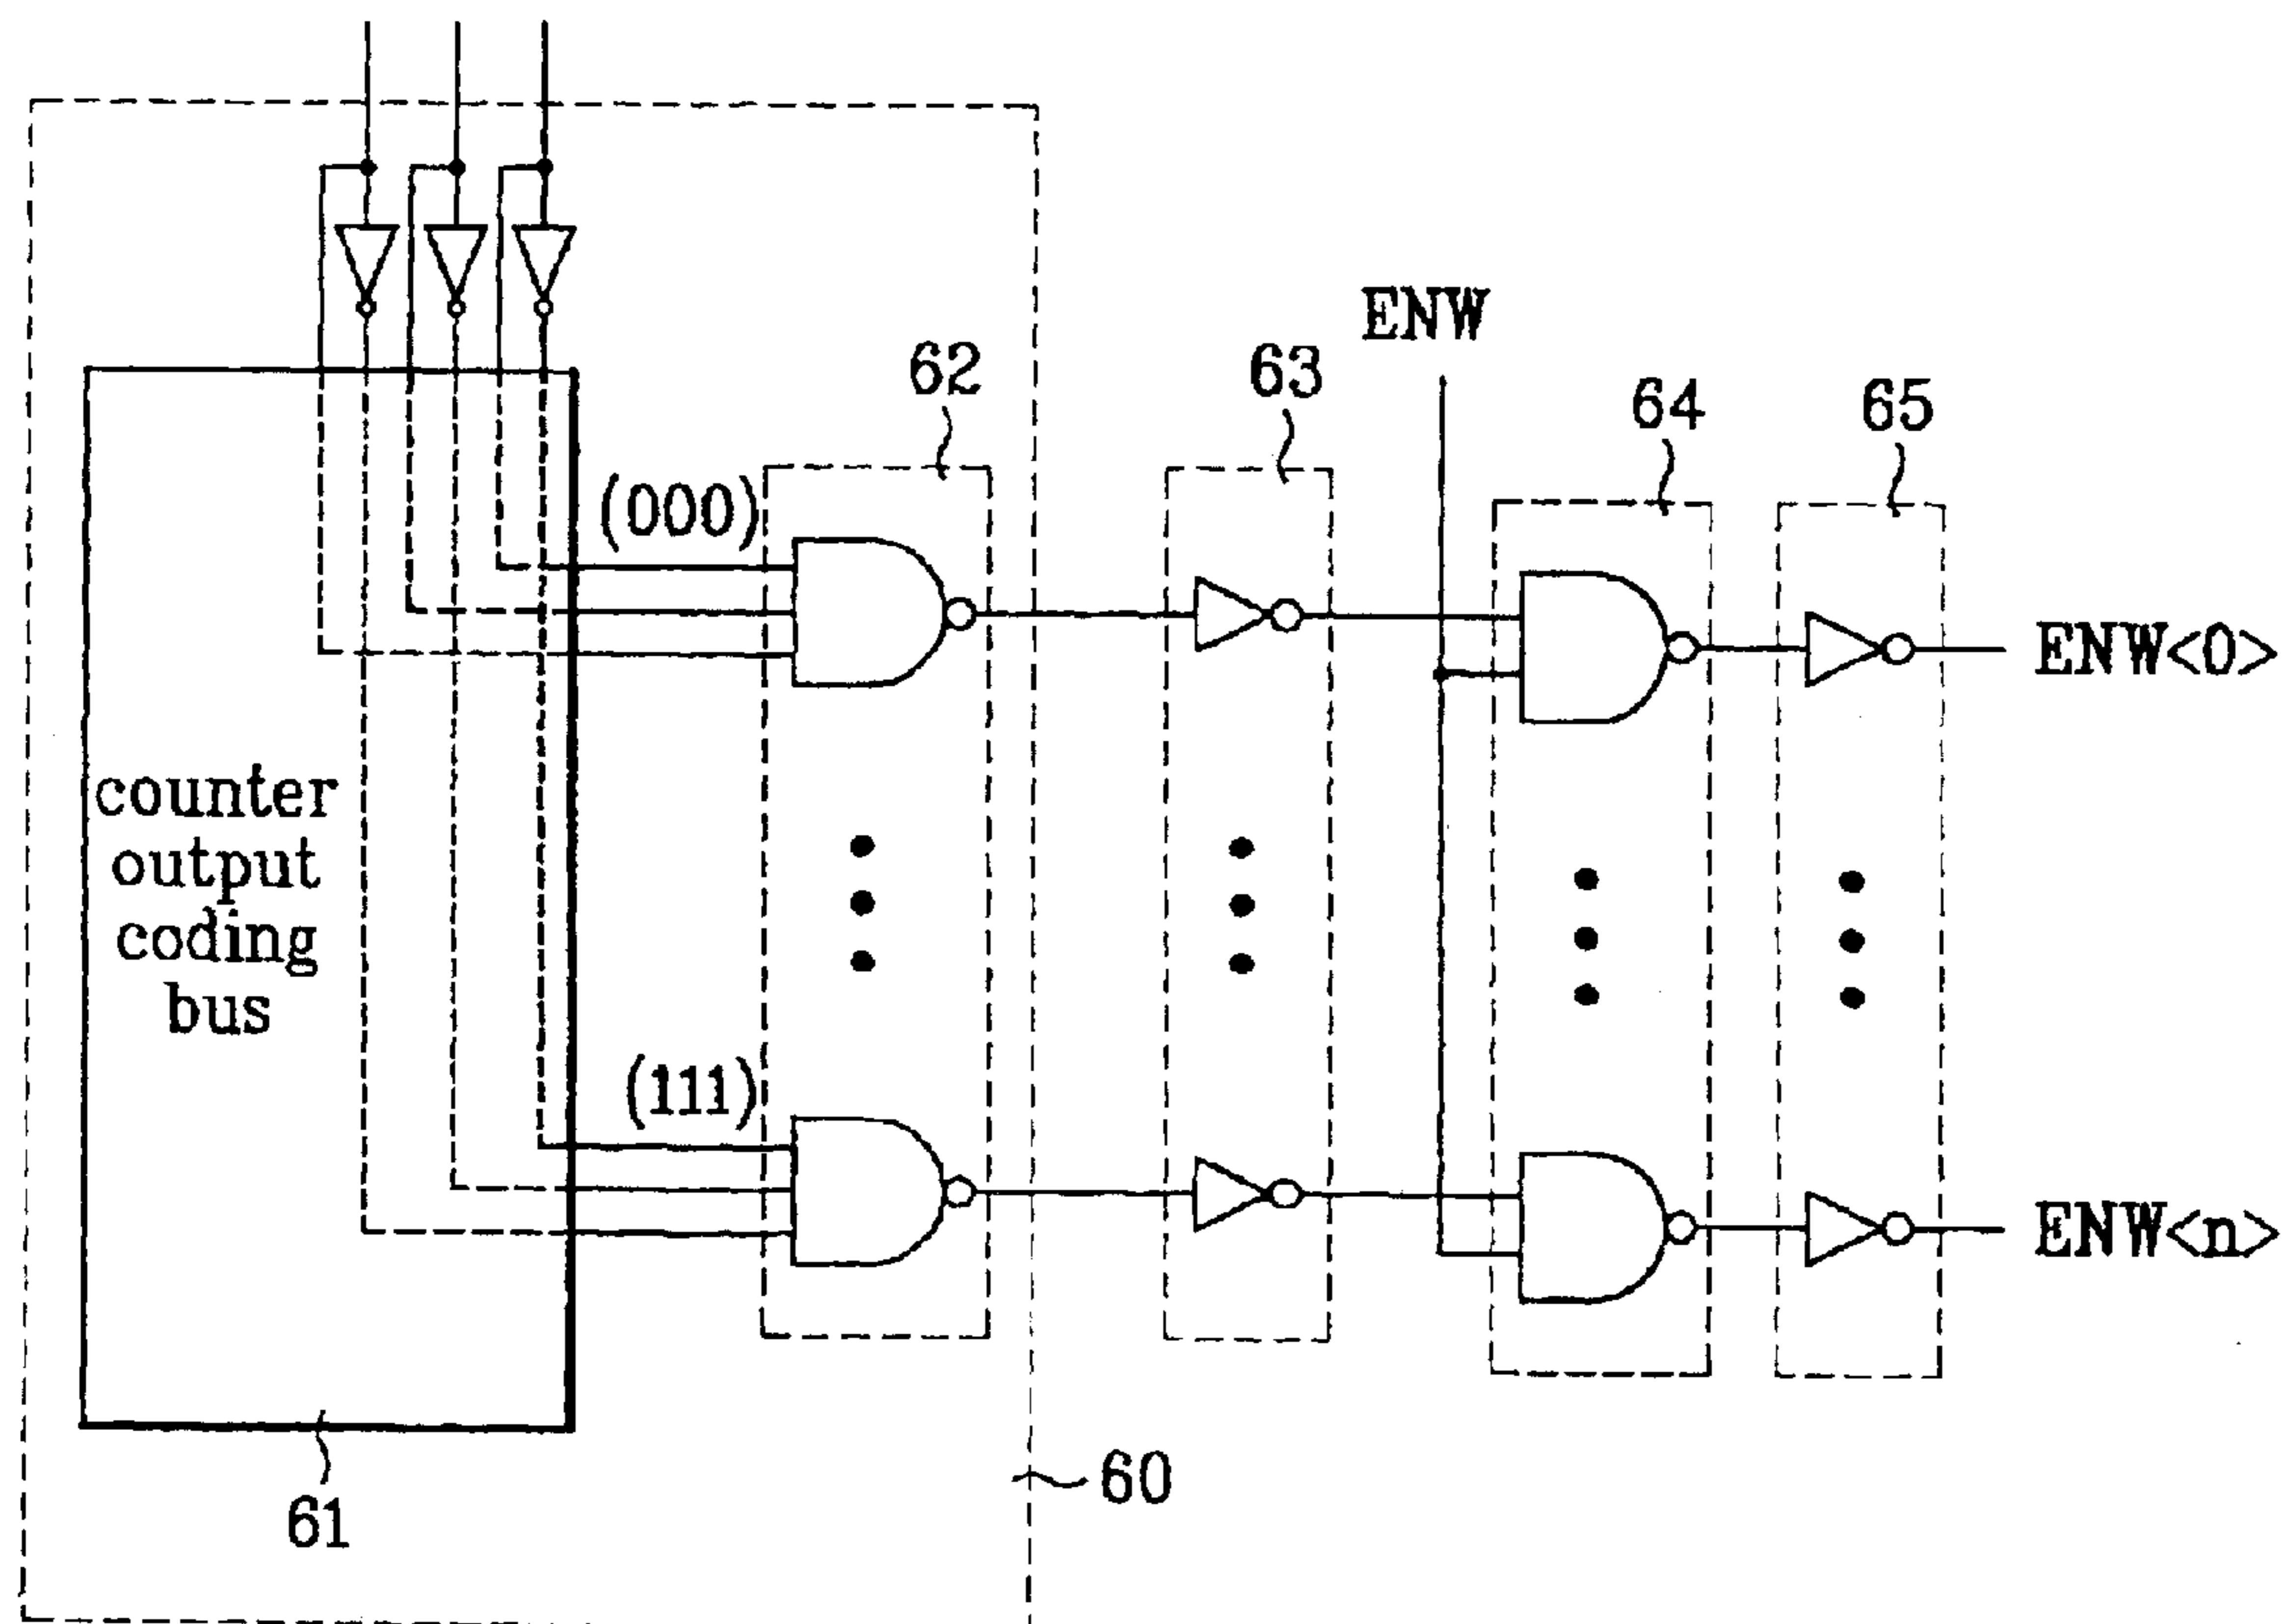 ENW
62
63
64
65
(000)
ENW<0>
counter
output
coding
bus
(111)
ENW<n>
60
61